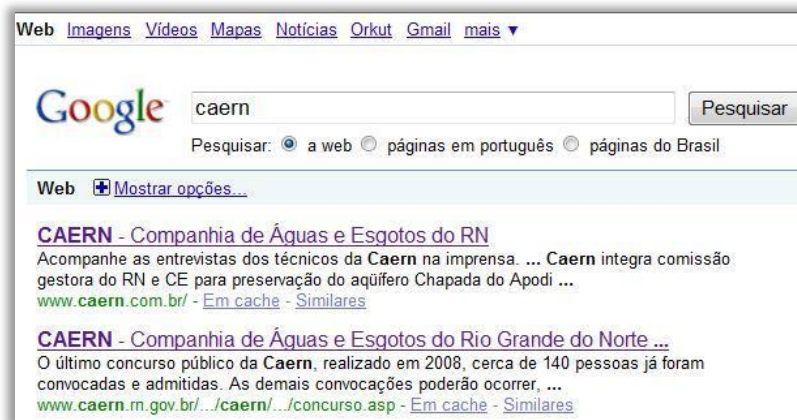 Web Imagens Vídeos Mapas Notícias Orkut Gmail mais ▼
Google caern Pesquisar
Pesquisar: a web páginas em português páginas do Brasil
Web Mostrar opções...
CAERN - Companhia de Águas e Esgotos do RN
Acompanhe as entrevistas dos técnicos da Caern na imprensa. ... Caern integra comissão
gestora do RN e CE para preservação do aqüífero Chapada do Apodi ...
www.caern.com.br/ - Em cache - Similares
CAERN - Companhia de Águas e Esgotos do Rio Grande do Norte ...
O último concurso público da Caern, realizado em 2008, cerca de 140 pessoas já foram
convocadas e admitidas. As demais convocações poderão ocorrer, ...
www.caern.rn.gov.br/.../caern/.../concurso.asp - Em cache - Similares